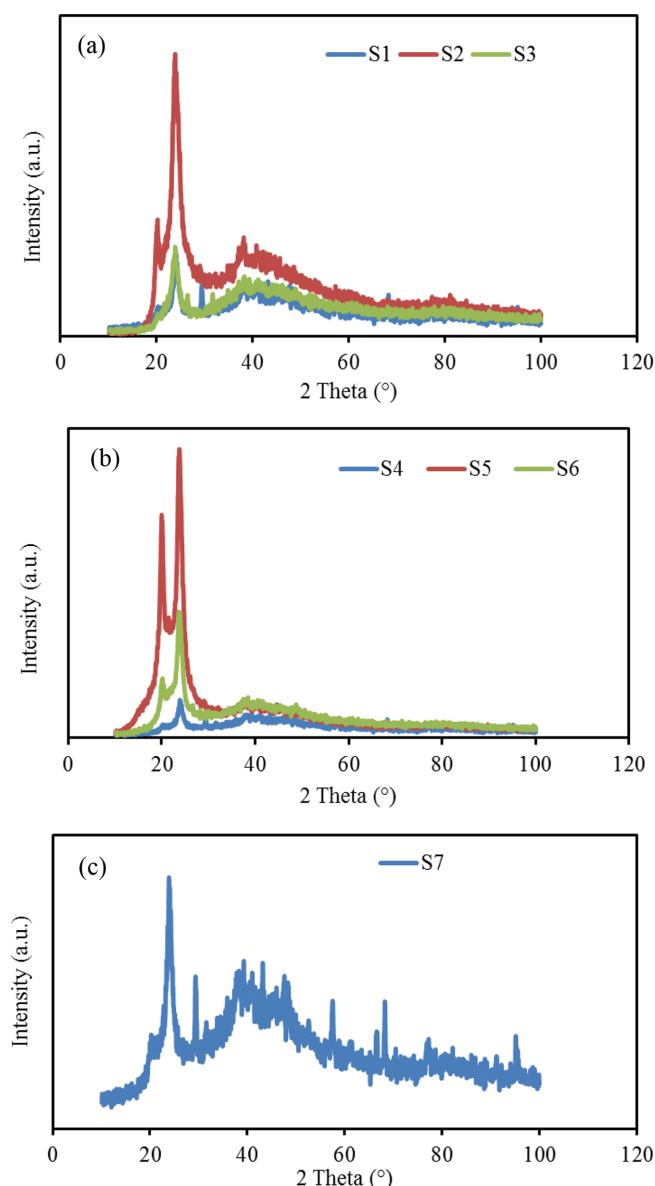 (a)
S1 S2 S3
Intensity (a.u.)
0 20 40 60 80 100 120
2 Theta (°)
(b)
S4 S5 S6
Intensity (a.u.)
0 20 40 60 80 100 120
2 Theta (°)
(c)
S7
Intensity (a.u.)
0 20 40 60 80 100 120
2 Theta (°)